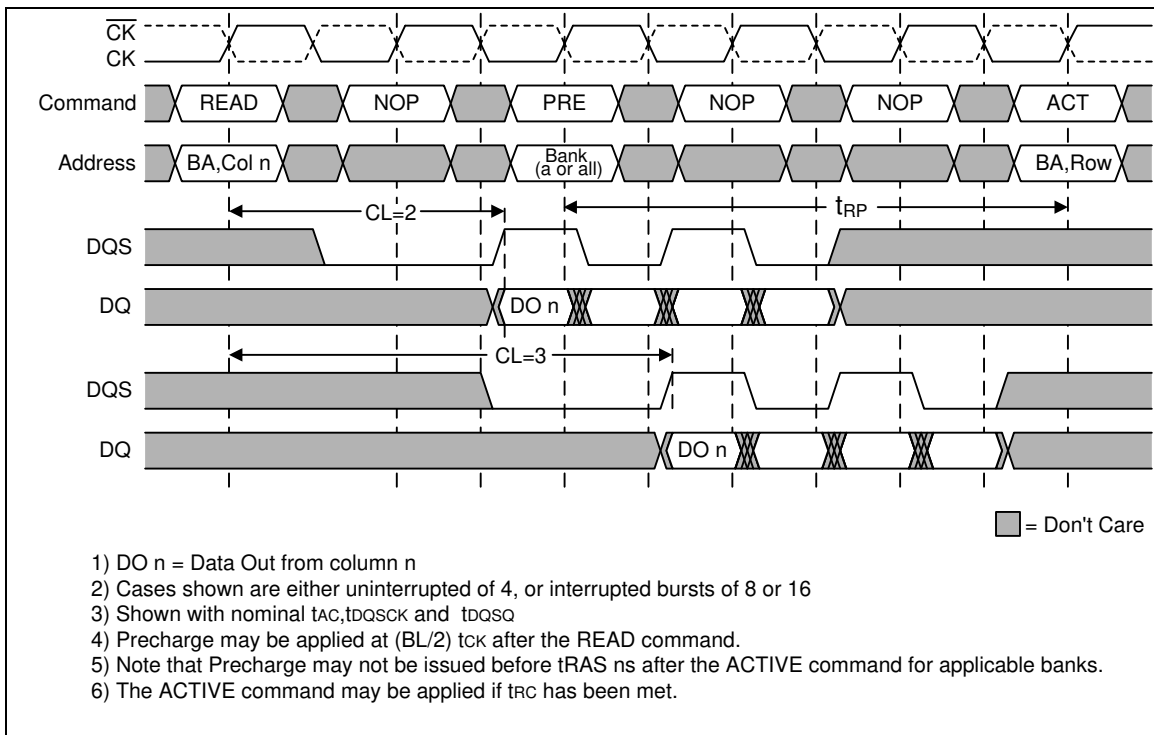 CK
CK
Command READ NOP PRE NOP NOP ACT
Address BA,Col n Bank (a or all) BA,Row
CL=2 tRP
DQS
DQ DO n
CL=3
DQS
DQ DO n
= Don't Care
1) DO n = Data Out from column n
2) Cases shown are either uninterrupted of 4, or interrupted bursts of 8 or 16
3) Shown with nominal tAC,tDQSCK and tDQSQ
4) Precharge may be applied at (BL/2) tCK after the READ command.
5) Note that Precharge may not be issued before tRAS ns after the ACTIVE command for applicable banks.
6) The ACTIVE command may be applied if tRC has been met.